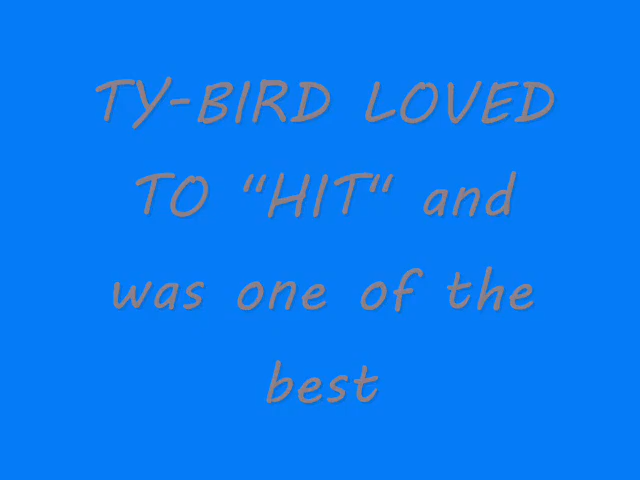 TY-BIRD LOVED
TO "HIT" and
was one of the
best